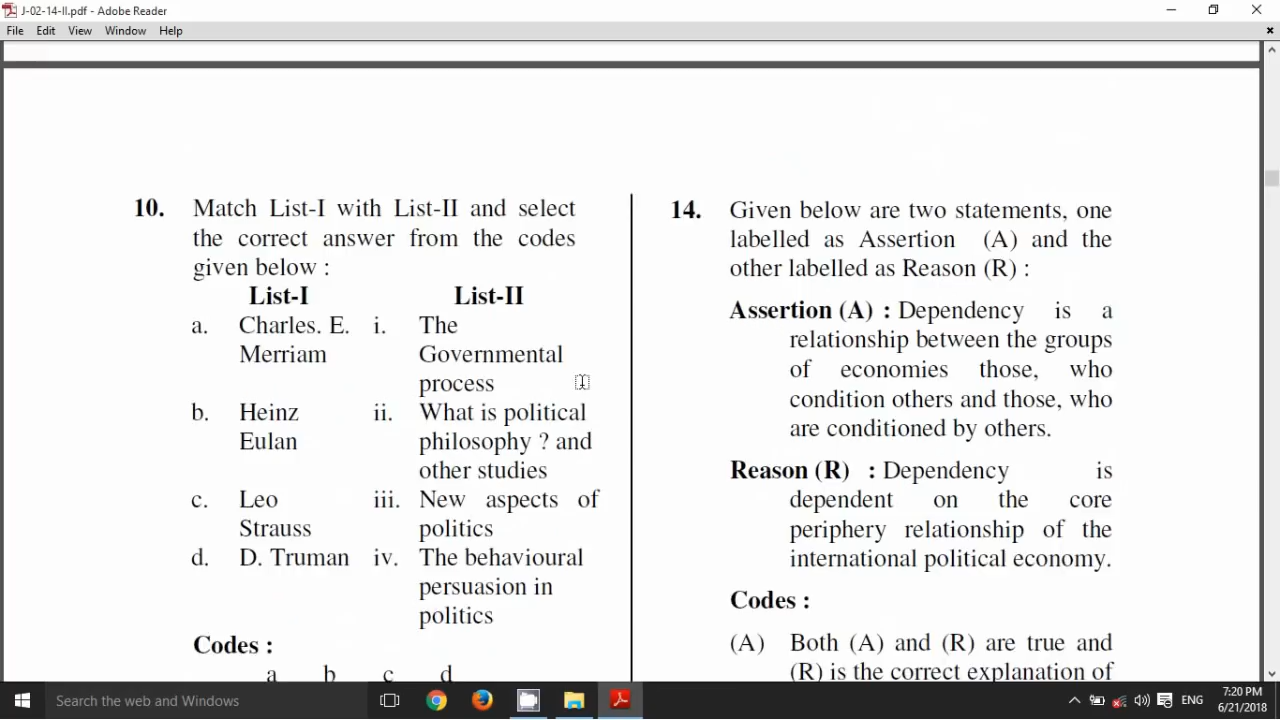 J-02-14-II.pdf - Adobe Reader
File Edit View Window Help
10. Match List-I with List-II and select
the correct answer from the codes
given below :
List-I List-II
a. Charles. E. i. The
Merriam Governmental
process
b. Heinz ii. What is political
Eulan philosophy ? and
other studies
c. Leo iii. New aspects of
Strauss politics
d. D. Truman iv. The behavioural
persuasion in
politics
Codes :
a b c d
14. Given below are two statements, one
labelled as Assertion (A) and the
other labelled as Reason (R) :
Assertion (A) : Dependency is a
relationship between the groups
of economies those, who
condition others and those, who
are conditioned by others.
Reason (R) : Dependency is
dependent on the core
periphery relationship of the
international political economy.
Codes :
(A) Both (A) and (R) are true and
(R) is the correct explanation of
Search the web and Windows
ENG
7:20 PM
6/21/2018